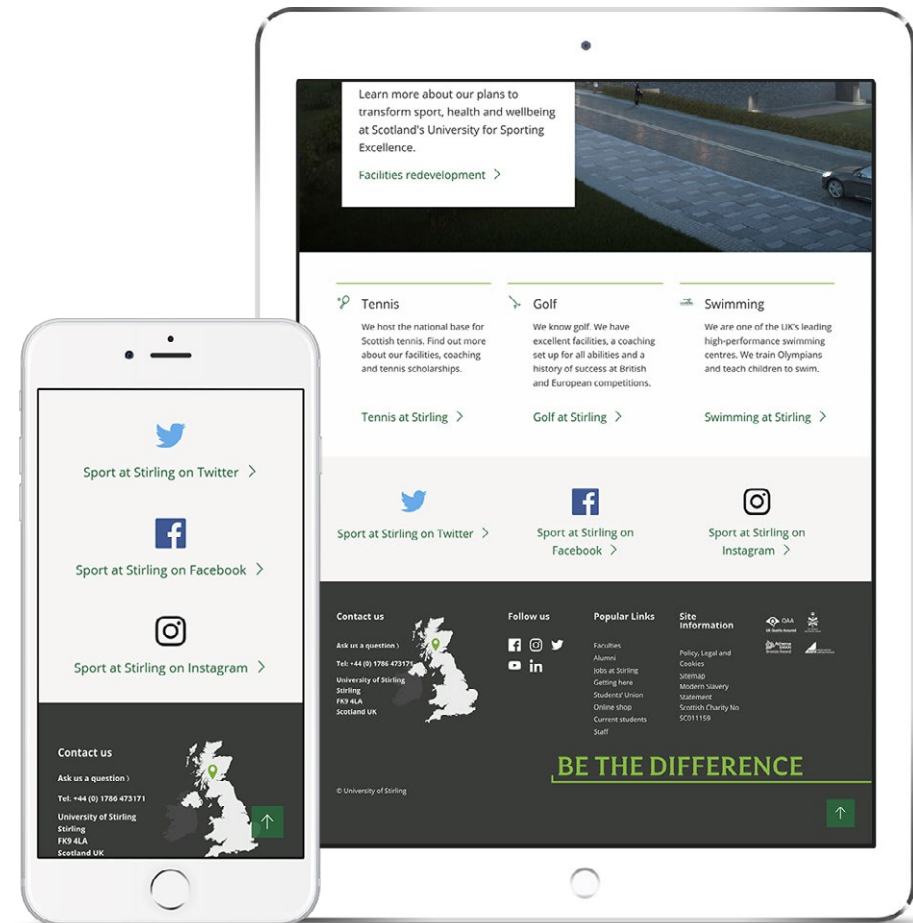 Learn more about our plans to
transform sport, health and wellbeing
at Scotland's University for Sporting
Excellence.
Facilities redevelopment >
Tennis
We host the national base for
Scottish tennis. Find out more
about our facilities, coaching
and tennis scholarships.
Tennis at Stirling >
Golf
We know golf. We have
excellent facilities, a coaching
set up for all abilities and a
history of success at British
and European competitions.
Golf at Stirling >
Swimming
We are one of the UK's leading
high-performance swimming
centres. We train Olympians
and teach children to swim.
Swimming at Stirling >
Sport at Stirling on Twitter >
Sport at Stirling on
Facebook >
Sport at Stirling on
Instagram >
Contact us
Ask us a question >
Tel: +44 (0) 1786 473171
University of Stirling
Stirling
FK9 4LA
Scotland UK
Follow us
Popular Links
Faculties
Alumni
Jobs at Stirling
Getting here
Students' Union
Online shop
Current students
Staff
Site
Information
Policy, Legal and
Cookies
Sitemap
Modern Slavery
Statement
Scottish Charity No
SC011159
QAA
BE THE DIFFERENCE
© University of Stirling
Sport at Stirling on Twitter >
Sport at Stirling on Facebook >
Sport at Stirling on Instagram >
Contact us
Ask us a question >
Tel: +44 (0) 1786 473171
University of Stirling
Stirling
FK9 4LA
Scotland UK